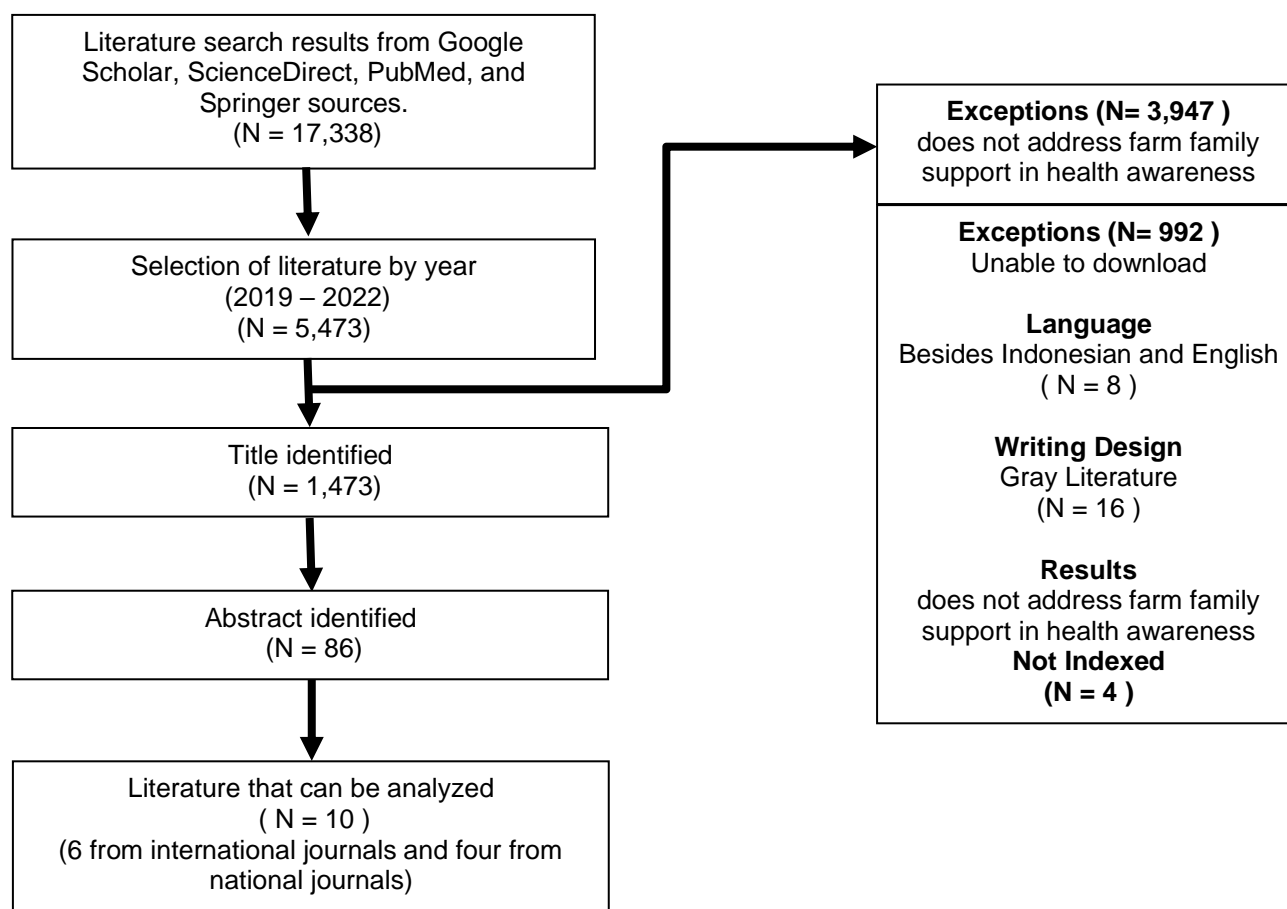 Literature search results from Google
Scholar, ScienceDirect, PubMed, and
Springer sources.
(N = 17,338)
Selection of literature by year
(2019 – 2022)
(N = 5,473)
Title identified
(N = 1,473)
Abstract identified
(N = 86)
Literature that can be analyzed
( N = 10 )
(6 from international journals and four from
national journals)
Exceptions (N= 3,947 )
does not address farm family
support in health awareness
Exceptions (N= 992 )
Unable to download
Language
Besides Indonesian and English
( N = 8 )
Writing Design
Gray Literature
(N = 16 )
Results
does not address farm family
support in health awareness
Not Indexed
(N = 4 )